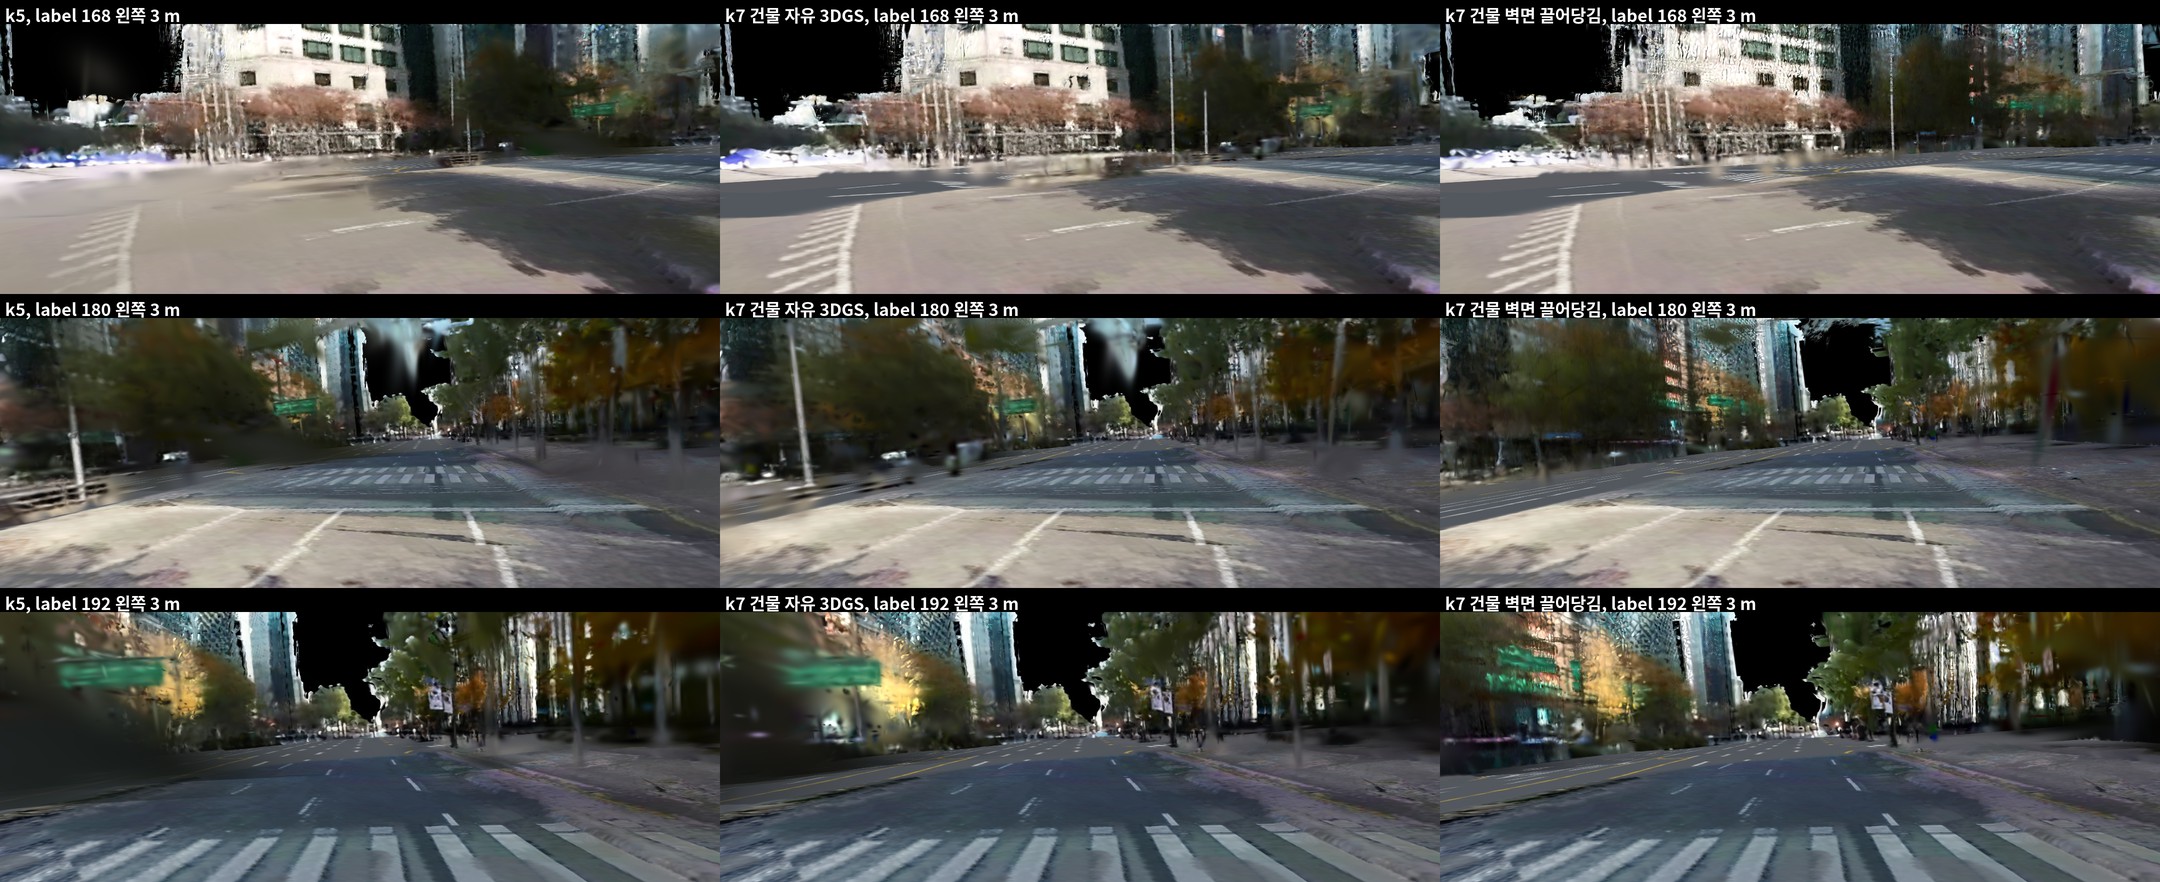 k5, label 168 왼쪽 3 m
k7 건물 자유 3DGS, label 168 왼쪽 3 m
k7 건물 벽면 끌어당김, label 168 왼쪽 3 m
k5, label 180 왼쪽 3 m
k7 건물 자유 3DGS, label 180 왼쪽 3 m
k7 건물 벽면 끌어당김, label 180 왼쪽 3 m
k5, label 192 왼쪽 3 m
k7 건물 자유 3DGS, label 192 왼쪽 3 m
k7 건물 벽면 끌어당김, label 192 왼쪽 3 m